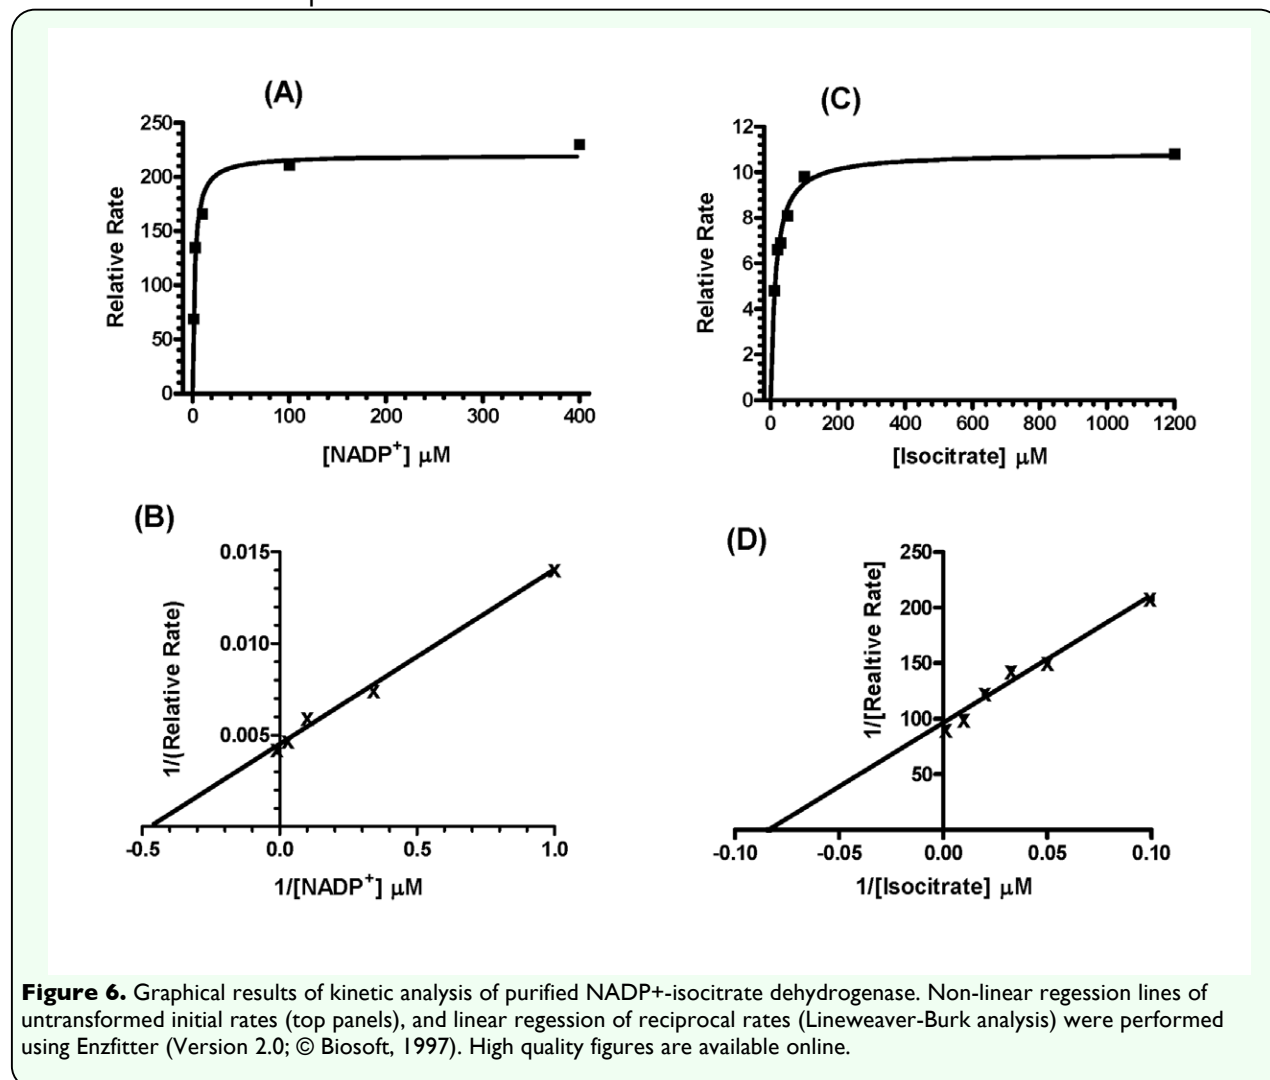 (A)
250
200
150
100
50
0
Relative Rate
0 100 200 300 400
[NADP+] μM
(C)
12
10
8
6
4
2
0
Relative Rate
0 200 400 600 800 1000 1200
[Isocitrate] μM
(B)
0.015
0.010
0.005
1/(Relative Rate)
-0.5 0.0 0.5 1.0
1/[NADP+] μM
(D)
250
200
150
100
50
1/[Realtive Rate]
-0.10 -0.05 0.00 0.05 0.10
1/[Isocitrate] μM
Figure 6. Graphical results of kinetic analysis of purified NADP+-isocitrate dehydrogenase. Non-linear regression lines of
untransformed initial rates (top panels), and linear regression of reciprocal rates (Lineweaver-Burk analysis) were performed
using Enzfitter (Version 2.0; © Biosoft, 1997). High quality figures are available online.